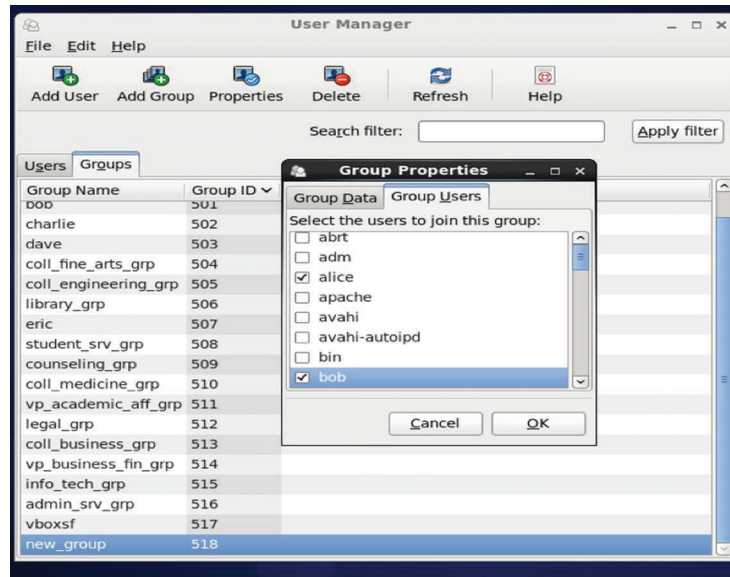 User Manager
File Edit Help
Add User Add Group Properties Delete Refresh Help
Search filter: Apply filter
Users Groups
Group Name Group ID
bob 501
charlie 502
dave 503
coll_fine_arts_grp 504
coll_engineering_grp 505
library_grp 506
eric 507
student_srv_grp 508
counseling_grp 509
coll_medicine_grp 510
vp_academic_aff_grp 511
legal_grp 512
coll_business_grp 513
vp_business_fin_grp 514
info_tech_grp 515
admin_srv_grp 516
vboxsf 517
new_group 518
Group Properties
Group Data Group Users
Select the users to join this group:
abrt
adm
alice
apache
avahi
avahi-autoipd
bin
bob
Cancel OK